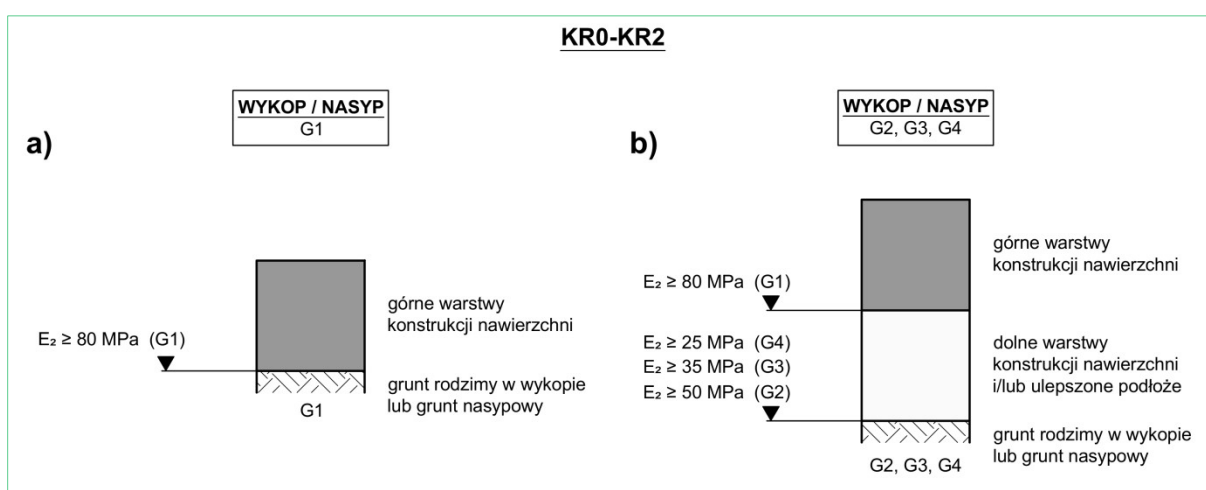 KR0-KR2
a)
WYKOP / NASYP
G1
E₂ ≥ 80 MPa (G1)
górne warstwy
konstrukcji nawierzchni
grunt rodzimy w wykopie
lub grunt nasypowy
G1
b)
WYKOP / NASYP
G2, G3, G4
E₂ ≥ 80 MPa (G1)
górne warstwy
konstrukcji nawierzchni
E₂ ≥ 25 MPa (G4)
E₂ ≥ 35 MPa (G3)
E₂ ≥ 50 MPa (G2)
dolne warstwy
konstrukcji nawierzchni
i/lub ulepszone podłoże
grunt rodzimy w wykopie
lub grunt nasypowy
G2, G3, G4